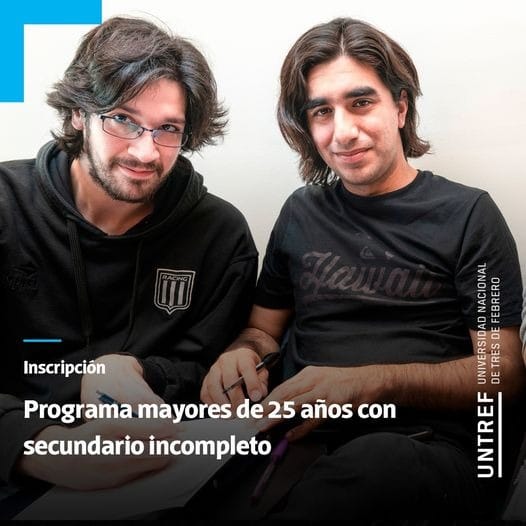 RACING
Hawaii
Inscripción
Programa mayores de 25 años con
secundario incompleto
UNTREF
UNIVERSIDAD NACIONAL
DE TRES DE FEBRERO